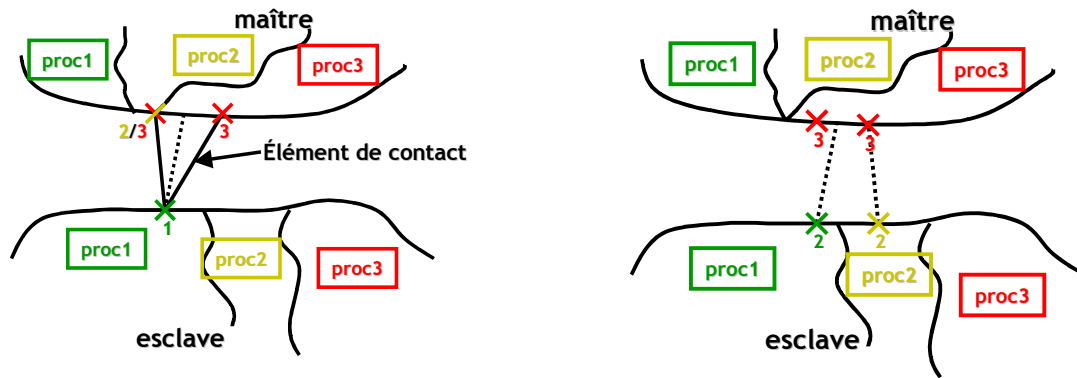 maître
proc1
proc2
proc3
2/3
3
Élément de contact
1
proc1
proc2
proc3
esclave
maître
proc1
proc2
proc3
3
3
2
2
proc1
proc2
proc3
esclave